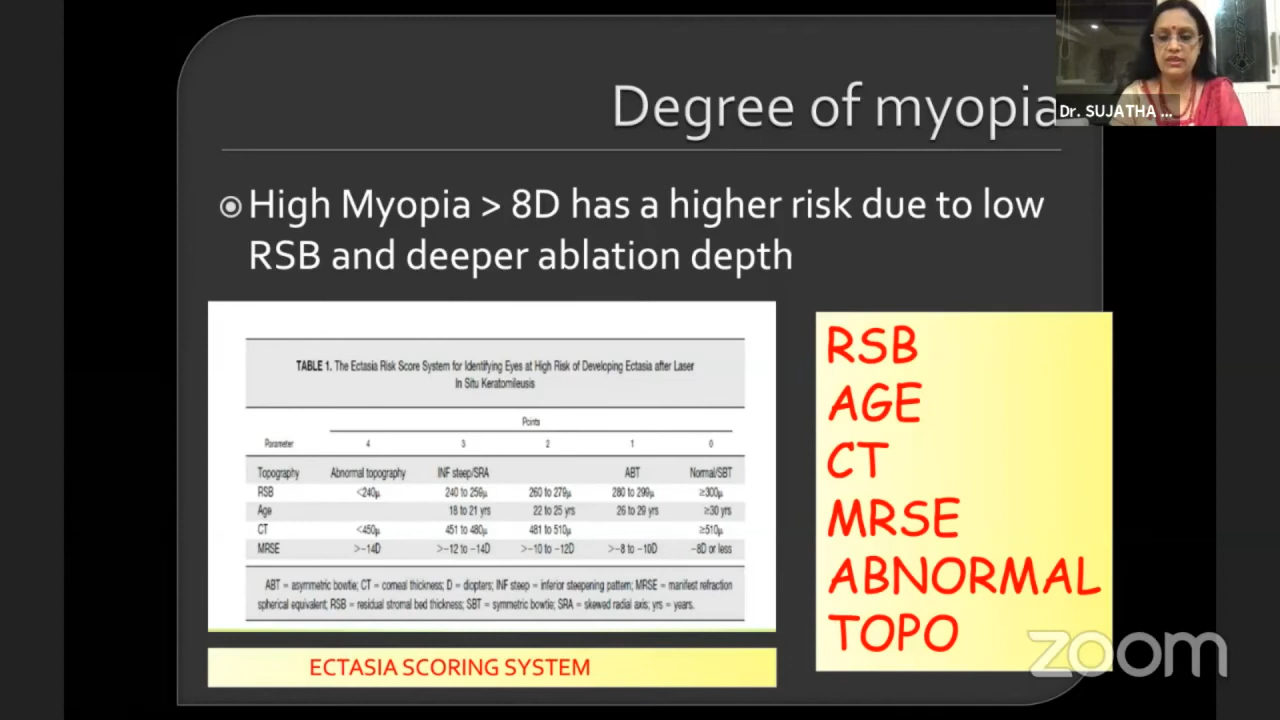 Degree of myopia
Dr. SUJATHA ...
High Myopia > 8D has a higher risk due to low
RSB and deeper ablation depth
TABLE 1. The Ectasia Risk Score System for Identifying Eyes at High Risk of Developing Ectasia after Laser
In Situ Keratomileusis
Points
Parameter 4 3 2 1 0
Topography Abnormal topography INF steep/SRA ABT Normal/SBT
RSB <240µ 240 to 259µ 260 to 279µ 280 to 299µ ≥300µ
Age 18 to 21 yrs 22 to 25 yrs 26 to 29 yrs ≥30 yrs
CT <450µ 451 to 480µ 481 to 510µ ≥510µ
MRSE >−14D >−12 to −14D >−10 to −12D >−8 to −10D −8D or less
ABT = asymmetric bowtie; CT = corneal thickness; D = diopters; INF steep = inferior steepening pattern; MRSE = manifest refraction
spherical equivalent; RSB = residual stromal bed thickness; SBT = symmetric bowtie; SRA = skewed radial axis; yrs = years.
ECTASIA SCORING SYSTEM
RSB
AGE
CT
MRSE
ABNORMAL
TOPO
zoom